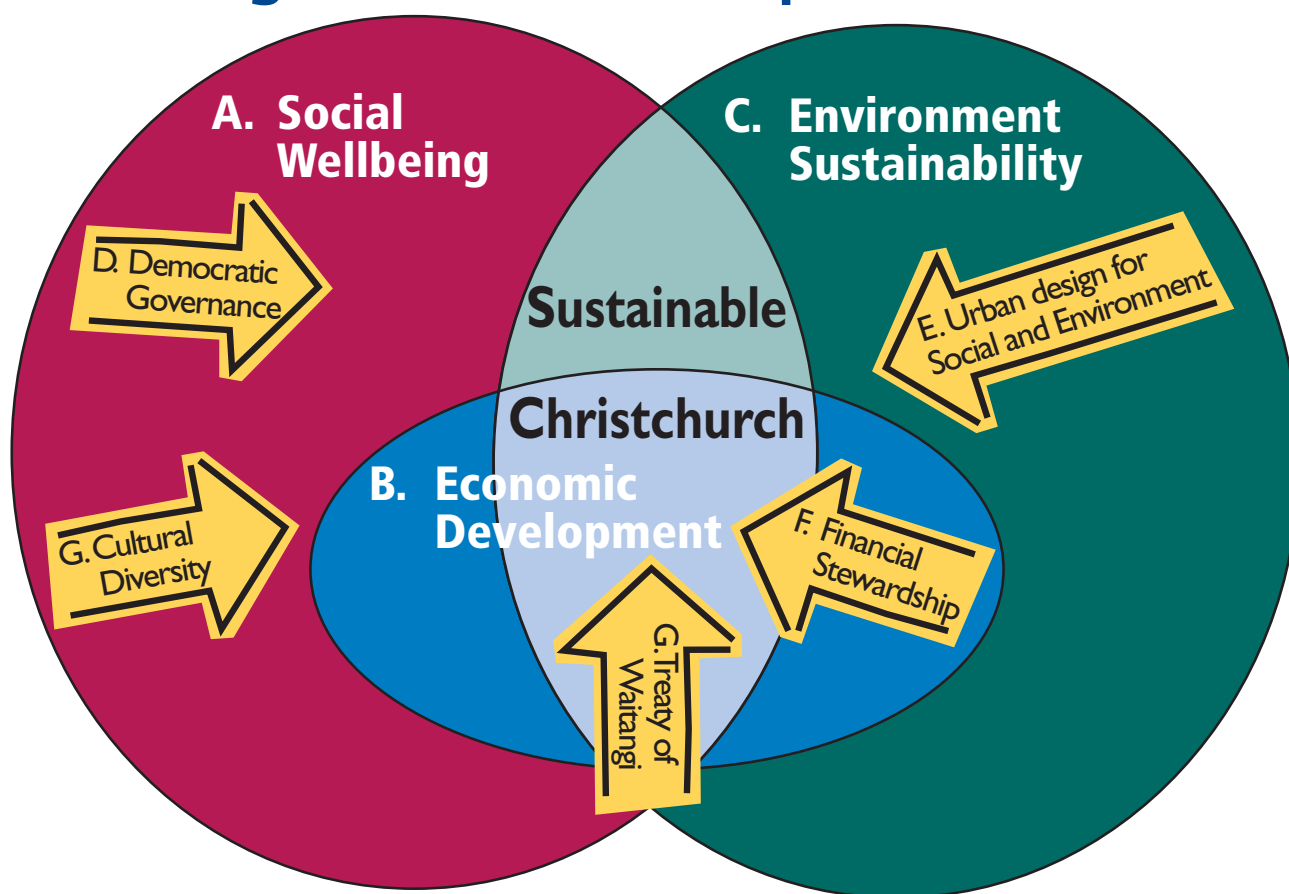 A. Social
Wellbeing
C. Environment
Sustainability
D. Democratic
Governance
E. Urban design for
Social and Environment
Sustainable
Christchurch
B. Economic
Development
G. Cultural
Diversity
F. Financial
Stewardship
G. Treaty of
Waitangi